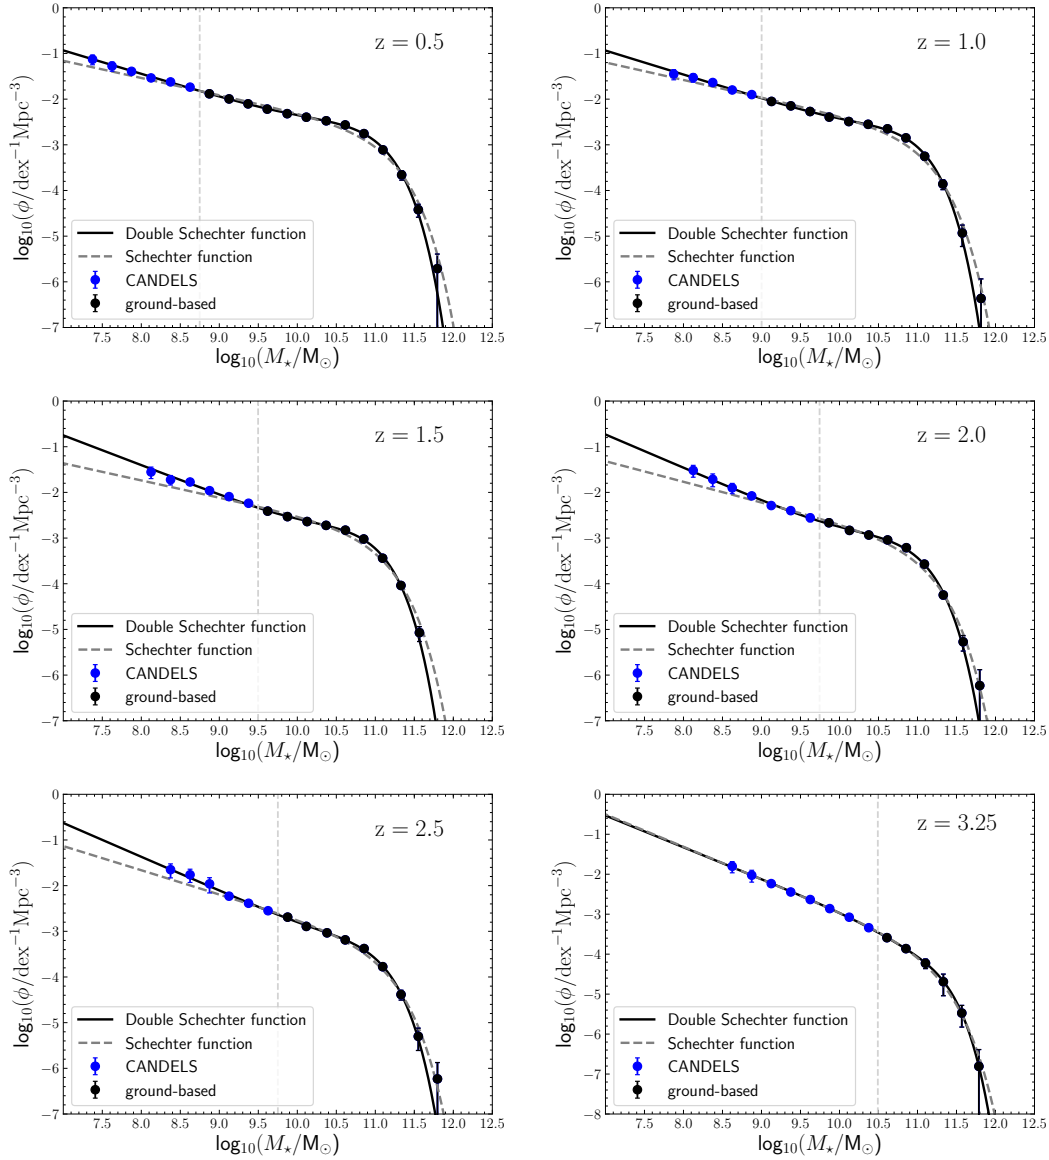 z = 0.5
log₁₀(ϕ/dex⁻¹Mpc⁻³)
0
−1
−2
−3
−4
−5
−6
−7
Double Schechter function
Schechter function
CANDELS
ground-based
7.5 8.0 8.5 9.0 9.5 10.0 10.5 11.0 11.5 12.0 12.5
log₁₀(M⋆/M☉)
z = 1.0
log₁₀(ϕ/dex⁻¹Mpc⁻³)
0
−1
−2
−3
−4
−5
−6
−7
Double Schechter function
Schechter function
CANDELS
ground-based
7.5 8.0 8.5 9.0 9.5 10.0 10.5 11.0 11.5 12.0 12.5
log₁₀(M⋆/M☉)
z = 1.5
log₁₀(ϕ/dex⁻¹Mpc⁻³)
0
−1
−2
−3
−4
−5
−6
−7
Double Schechter function
Schechter function
CANDELS
ground-based
7.5 8.0 8.5 9.0 9.5 10.0 10.5 11.0 11.5 12.0 12.5
log₁₀(M⋆/M☉)
z = 2.0
log₁₀(ϕ/dex⁻¹Mpc⁻³)
0
−1
−2
−3
−4
−5
−6
−7
Double Schechter function
Schechter function
CANDELS
ground-based
7.5 8.0 8.5 9.0 9.5 10.0 10.5 11.0 11.5 12.0 12.5
log₁₀(M⋆/M☉)
z = 2.5
log₁₀(ϕ/dex⁻¹Mpc⁻³)
0
−1
−2
−3
−4
−5
−6
−7
Double Schechter function
Schechter function
CANDELS
ground-based
7.5 8.0 8.5 9.0 9.5 10.0 10.5 11.0 11.5 12.0 12.5
log₁₀(M⋆/M☉)
z = 3.25
log₁₀(ϕ/dex⁻¹Mpc⁻³)
0
−1
−2
−3
−4
−5
−6
−7
−8
Double Schechter function
Schechter function
CANDELS
ground-based
7.5 8.0 8.5 9.0 9.5 10.0 10.5 11.0 11.5 12.0 12.5
log₁₀(M⋆/M☉)